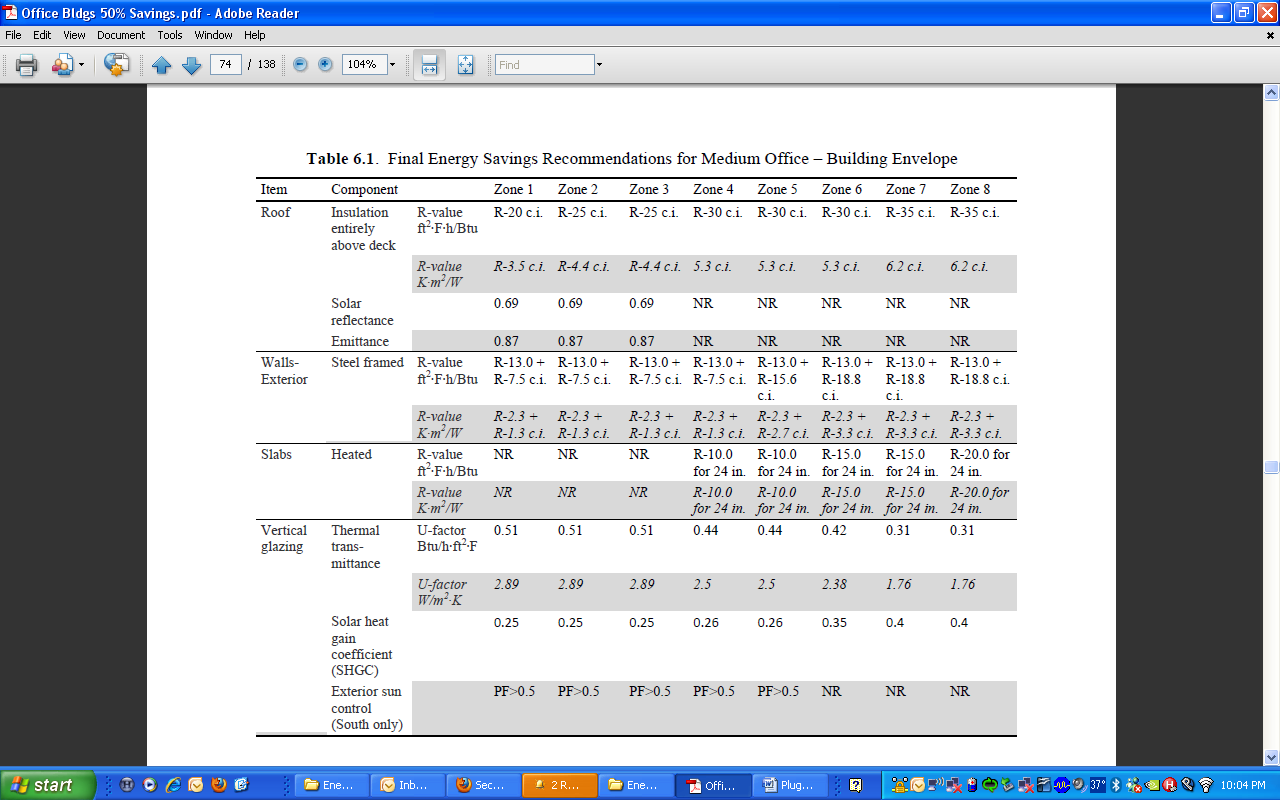 Office Bldgs 50% Savings.pdf - Adobe Reader
File Edit View Document Tools Window Help
74 / 138 104% Find
Table 6.1. Final Energy Savings Recommendations for Medium Office – Building Envelope
Item Component Zone 1 Zone 2 Zone 3 Zone 4 Zone 5 Zone 6 Zone 7 Zone 8
Roof Insulation R-value R-20 c.i. R-25 c.i. R-25 c.i. R-30 c.i. R-30 c.i. R-30 c.i. R-35 c.i. R-35 c.i.
entirely ft²·F·h/Btu
above deck
R-value R-3.5 c.i. R-4.4 c.i. R-4.4 c.i. 5.3 c.i. 5.3 c.i. 5.3 c.i. 6.2 c.i. 6.2 c.i.
K·m²/W
Solar 0.69 0.69 0.69 NR NR NR NR NR
reflectance
Emittance 0.87 0.87 0.87 NR NR NR NR NR
Walls- Steel framed R-value R-13.0 + R-13.0 + R-13.0 + R-13.0 + R-13.0 + R-13.0 + R-13.0 + R-13.0 +
Exterior ft²·F·h/Btu R-7.5 c.i. R-7.5 c.i. R-7.5 c.i. R-7.5 c.i. R-15.6 R-18.8 R-18.8 R-18.8 c.i.
c.i. c.i. c.i.
R-value R-2.3 + R-2.3 + R-2.3 + R-2.3 + R-2.3 + R-2.3 + R-2.3 + R-2.3 +
K·m²/W R-1.3 c.i. R-1.3 c.i. R-1.3 c.i. R-1.3 c.i. R-2.7 c.i. R-3.3 c.i. R-3.3 c.i. R-3.3 c.i.
Slabs Heated R-value NR NR NR R-10.0 R-10.0 R-15.0 R-15.0 R-20.0 for
ft²·F·h/Btu for 24 in. for 24 in. for 24 in. for 24 in. 24 in.
R-value NR NR NR R-10.0 R-10.0 R-15.0 R-15.0 R-20.0 for
K·m²/W for 24 in. for 24 in. for 24 in. for 24 in. 24 in.
Vertical Thermal U-factor 0.51 0.51 0.51 0.44 0.44 0.42 0.31 0.31
glazing trans- Btu/h·ft²·F
mittance
U-factor 2.89 2.89 2.89 2.5 2.5 2.38 1.76 1.76
W/m²·K
Solar heat 0.25 0.25 0.25 0.26 0.26 0.35 0.4 0.4
gain
coefficient
(SHGC)
Exterior sun PF>0.5 PF>0.5 PF>0.5 PF>0.5 PF>0.5 NR NR NR
control
(South only)
start Ene... Inb... Sec... 2 R... Ene... Offi... Plug... 37° 10:04 PM